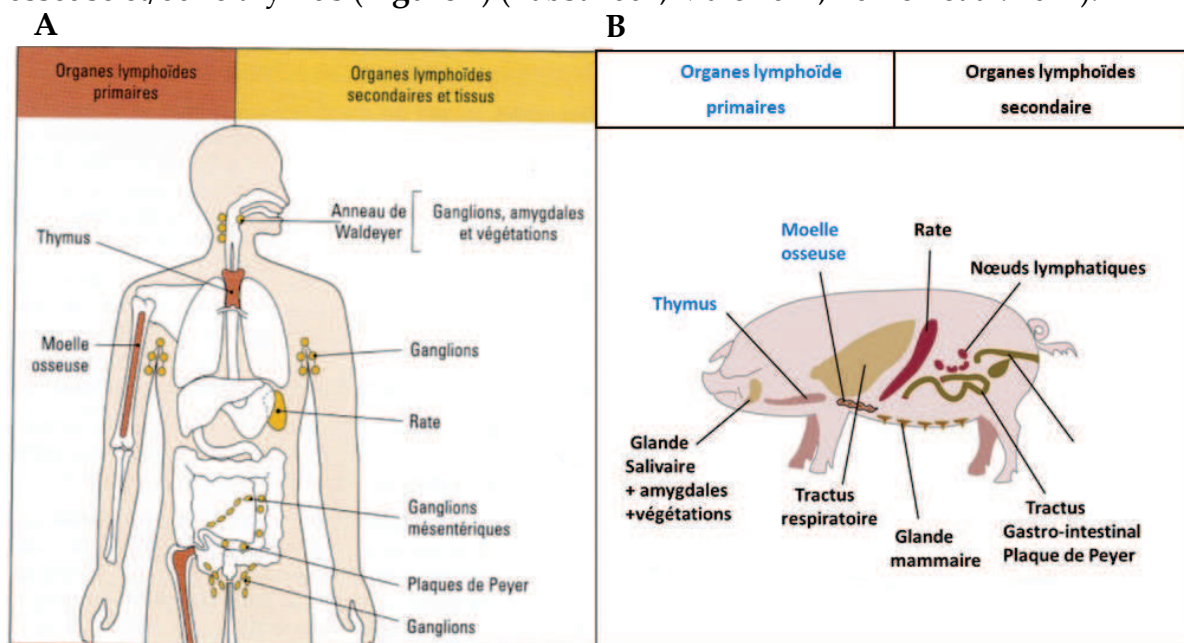 A
B
Organes lymphoïdes
primaires
Organes lymphoïdes
secondaires et tissus
Thymus
Anneau de
Waldeyer
Ganglions, amygdales
et végétations
Moelle
osseuse
Ganglions
Rate
Ganglions
mésentériques
Plaques de Peyer
Ganglions
Organes lymphoïde
primaires
Organes lymphoïdes
secondaire
Moelle
osseuse
Rate
Nœuds lymphatiques
Thymus
Glande
Salivaire
+ amygdales
+végétations
Tractus
respiratoire
Glande
mammaire
Tractus
Gastro-intestinal
Plaque de Peyer